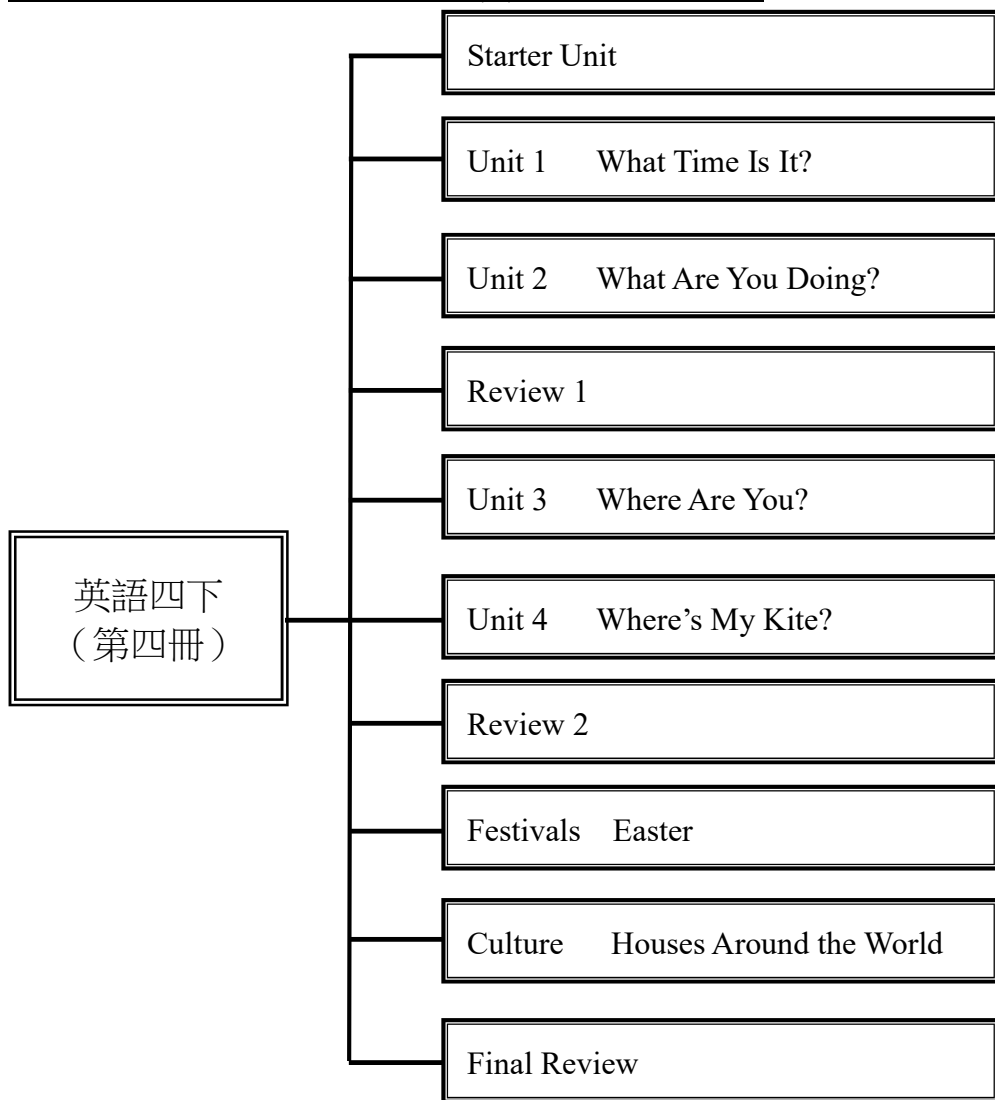 Starter Unit
Unit 1 What Time Is It?
Unit 2 What Are You Doing?
Review 1
Unit 3 Where Are You?
英語四下
（第四冊）
Unit 4 Where’s My Kite?
Review 2
Festivals Easter
Culture Houses Around the World
Final Review